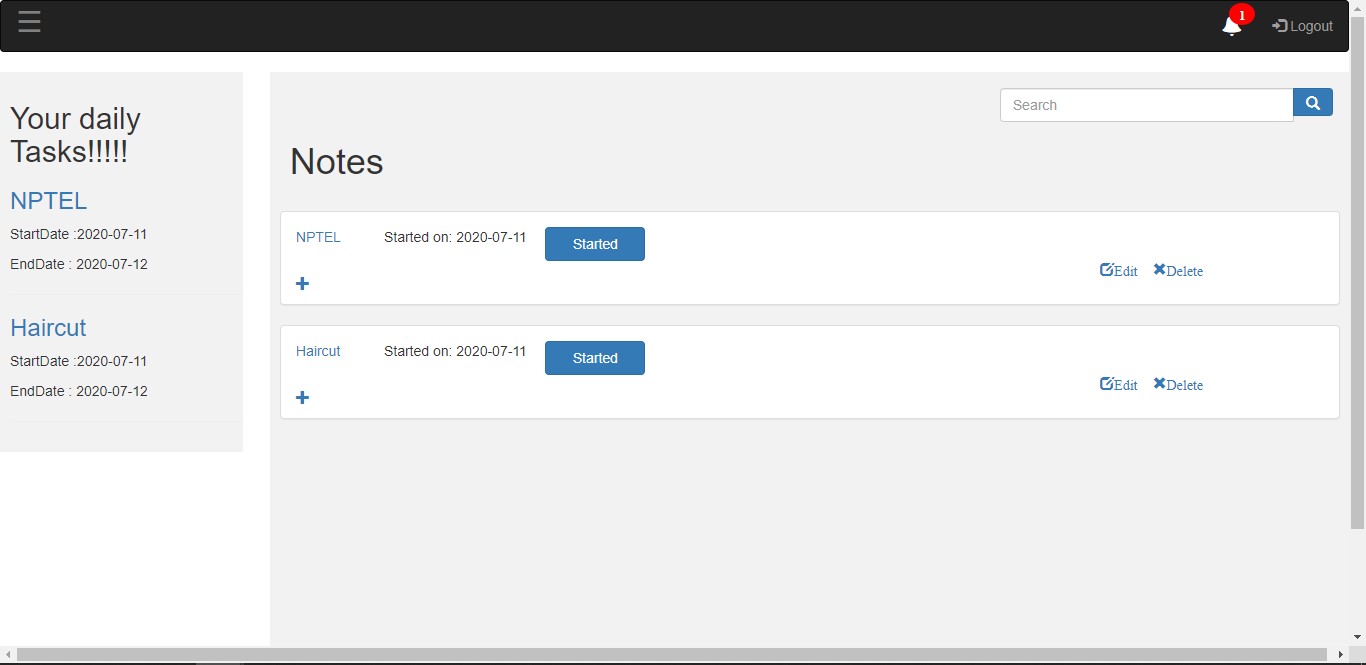 1
Logout
Your daily
Tasks!!!!!
NPTEL
StartDate :2020-07-11
EndDate : 2020-07-12
Haircut
StartDate :2020-07-11
EndDate : 2020-07-12
Search
Notes
NPTEL Started on: 2020-07-11 Started
Edit Delete
Haircut Started on: 2020-07-11 Started
Edit Delete